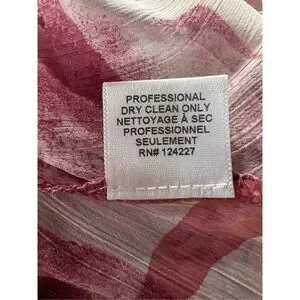 PROFESSIONAL
DRY CLEAN ONLY
NETTOYAGE À SEC
PROFESSIONNEL
SEULEMENT
RN# 124227